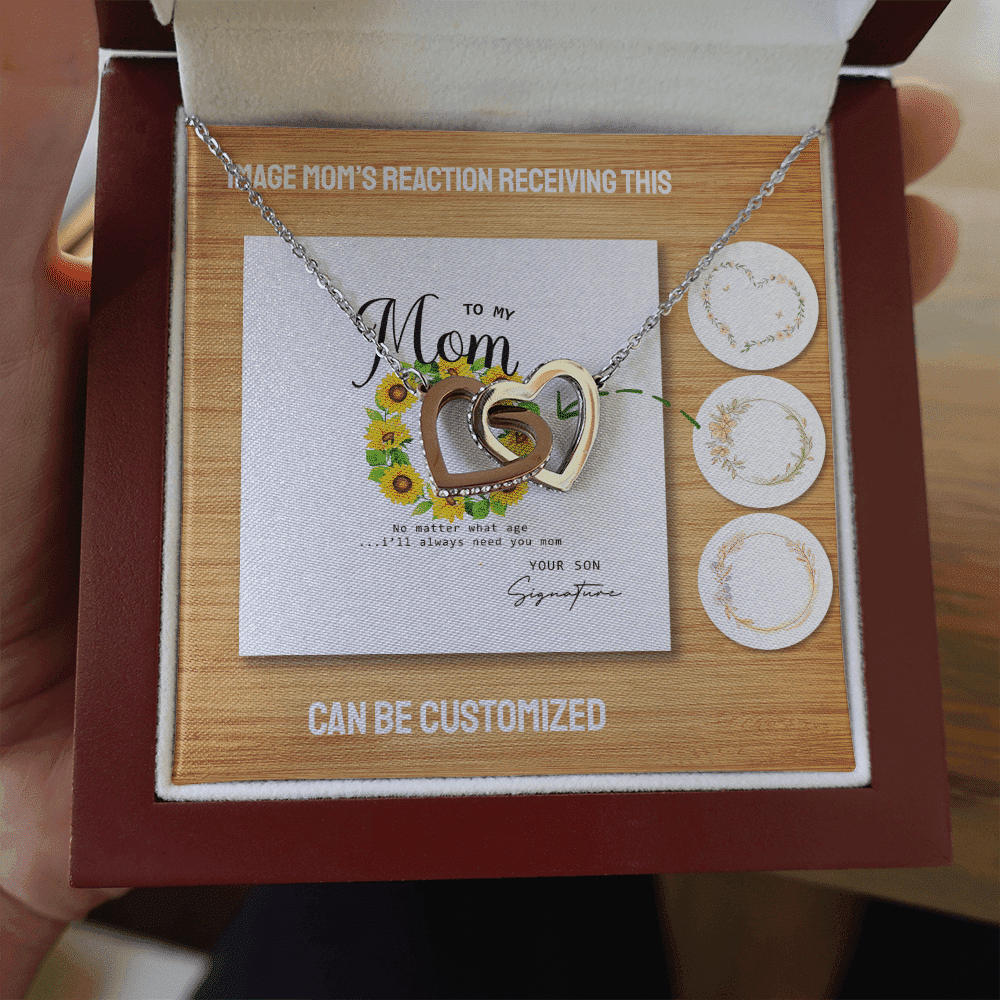 IMAGE MOM'S REACTION RECEIVING THIS
TO MY
Mom
No matter what age
...i'll always need you mom
YOUR SON
Signature
CAN BE CUSTOMIZED